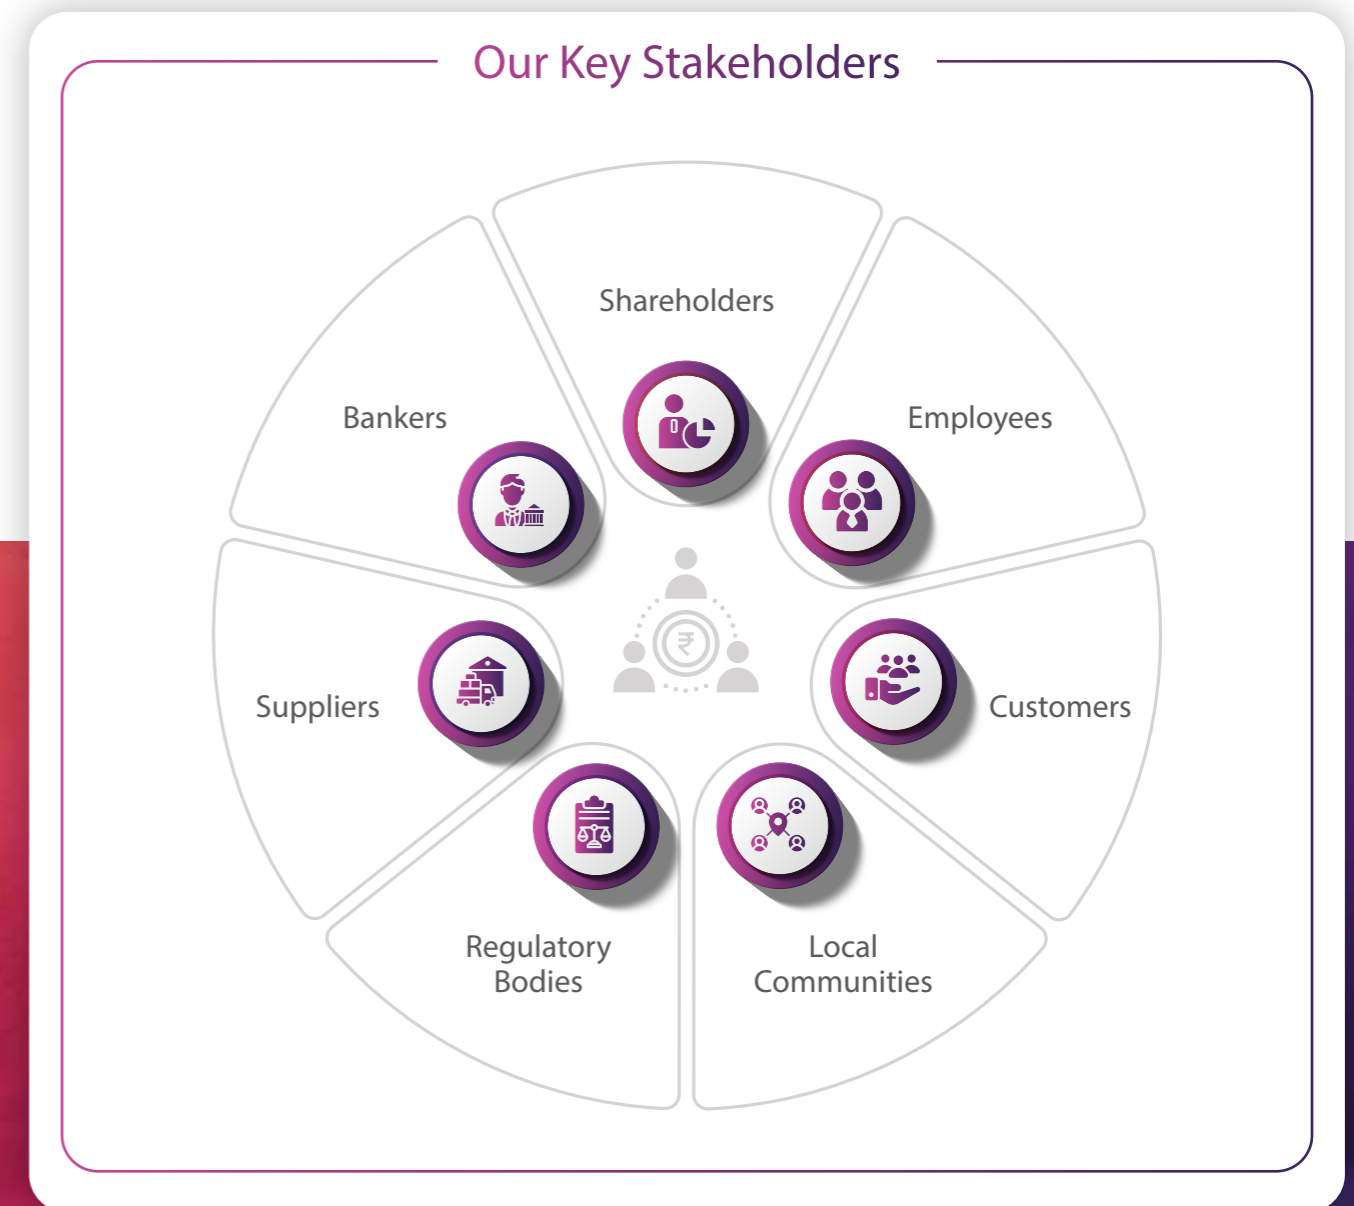 Our Key Stakeholders
Shareholders
Bankers
Employees
Suppliers
Customers
Regulatory
Bodies
Local
Communities
₹